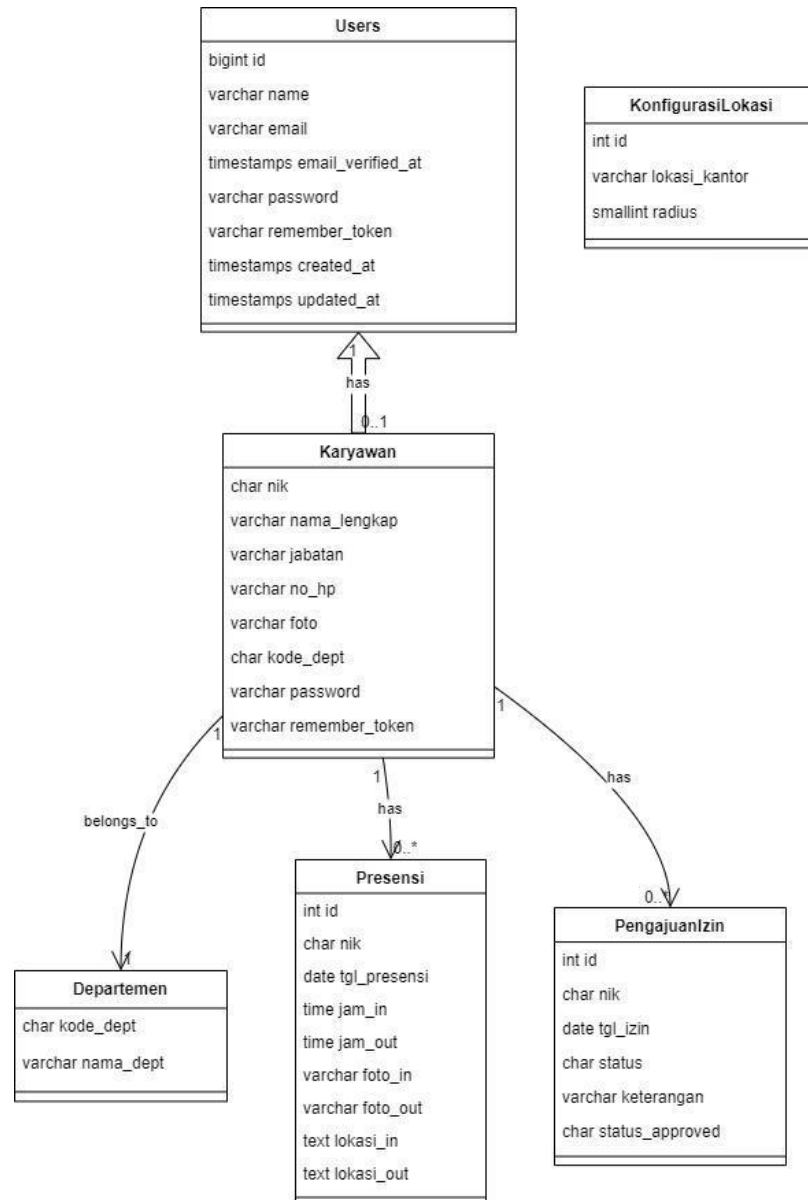 Users
bigint id
varchar name
varchar email
timestamps email_verified_at
varchar password
varchar remember_token
timestamps created_at
timestamps updated_at
KonfigurasiLokasi
int id
varchar lokasi_kantor
smallint radius
1
has
0..1
Karyawan
char nik
varchar nama_lengkap
varchar jabatan
varchar no_hp
varchar foto
char kode_dept
varchar password
varchar remember_token
1
belongs_to
1
1
has
0..*
1
has
0..*
Departemen
char kode_dept
varchar nama_dept
Presensi
int id
char nik
date tgl_presensi
time jam_in
time jam_out
varchar foto_in
varchar foto_out
text lokasi_in
text lokasi_out
PengajuanIzin
int id
char nik
date tgl_izin
char status
varchar keterangan
char status_approved